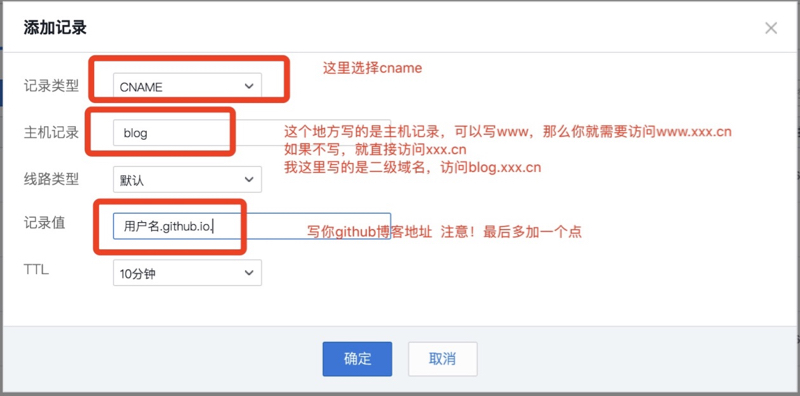 添加记录
这里选择cname
记录类型 CNAME
主机记录 blog
这个地方写的是主机记录，可以写www，那么你就需要访问www.xxx.cn
如果不写，就直接访问xxx.cn
我这里写的是二级域名，访问blog.xxx.cn
线路类型 默认
记录值 用户名.github.io.
写你github博客地址 注意！最后多加一个点
TTL 10分钟
确定 取消